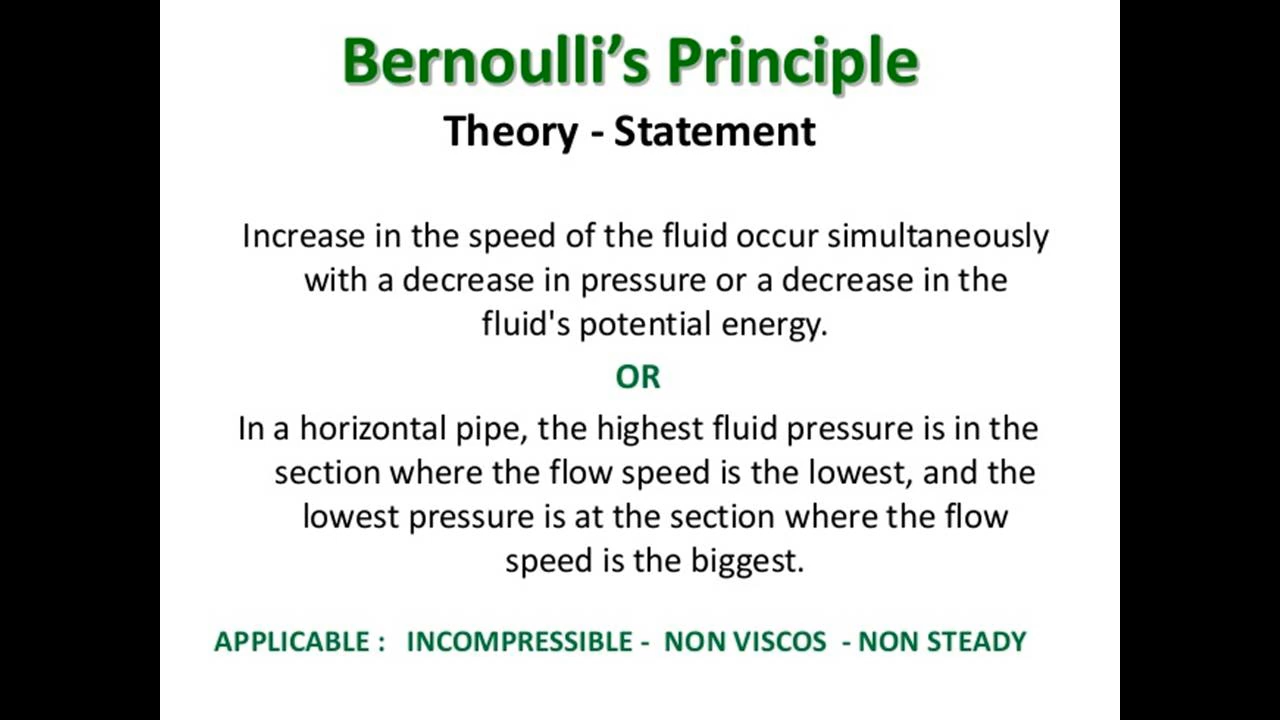 Bernoulli’s Principle
Theory - Statement
Increase in the speed of the fluid occur simultaneously
with a decrease in pressure or a decrease in the
fluid's potential energy.
OR
In a horizontal pipe, the highest fluid pressure is in the
section where the flow speed is the lowest, and the
lowest pressure is at the section where the flow
speed is the biggest.
APPLICABLE : INCOMPRESSIBLE - NON VISCOS - NON STEADY